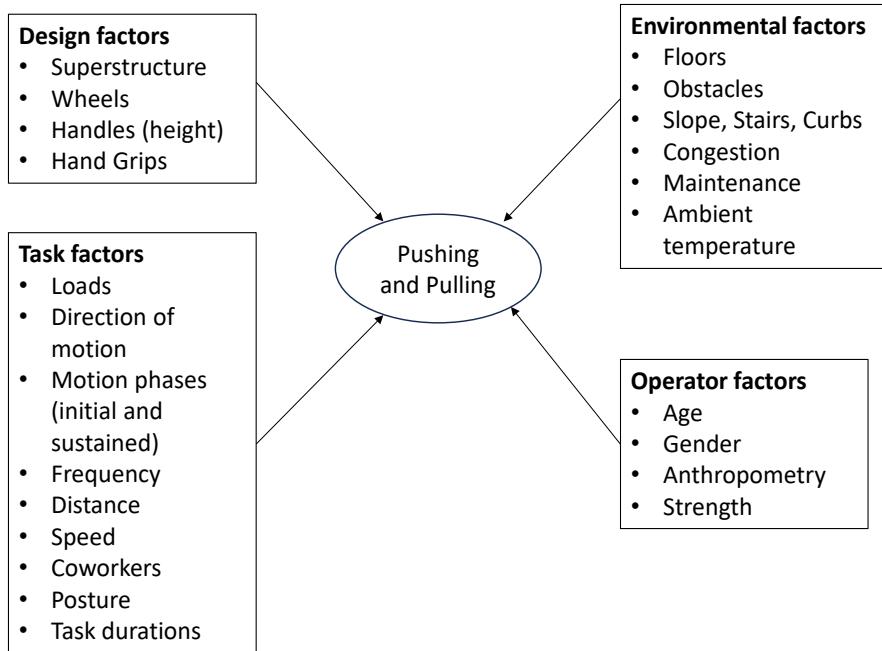 Design factors
• Superstructure
• Wheels
• Handles (height)
• Hand Grips
Environmental factors
• Floors
• Obstacles
• Slope, Stairs, Curbs
• Congestion
• Maintenance
• Ambient
temperature
Pushing
and Pulling
Task factors
• Loads
• Direction of
motion
• Motion phases
(initial and
sustained)
• Frequency
• Distance
• Speed
• Coworkers
• Posture
• Task durations
Operator factors
• Age
• Gender
• Anthropometry
• Strength